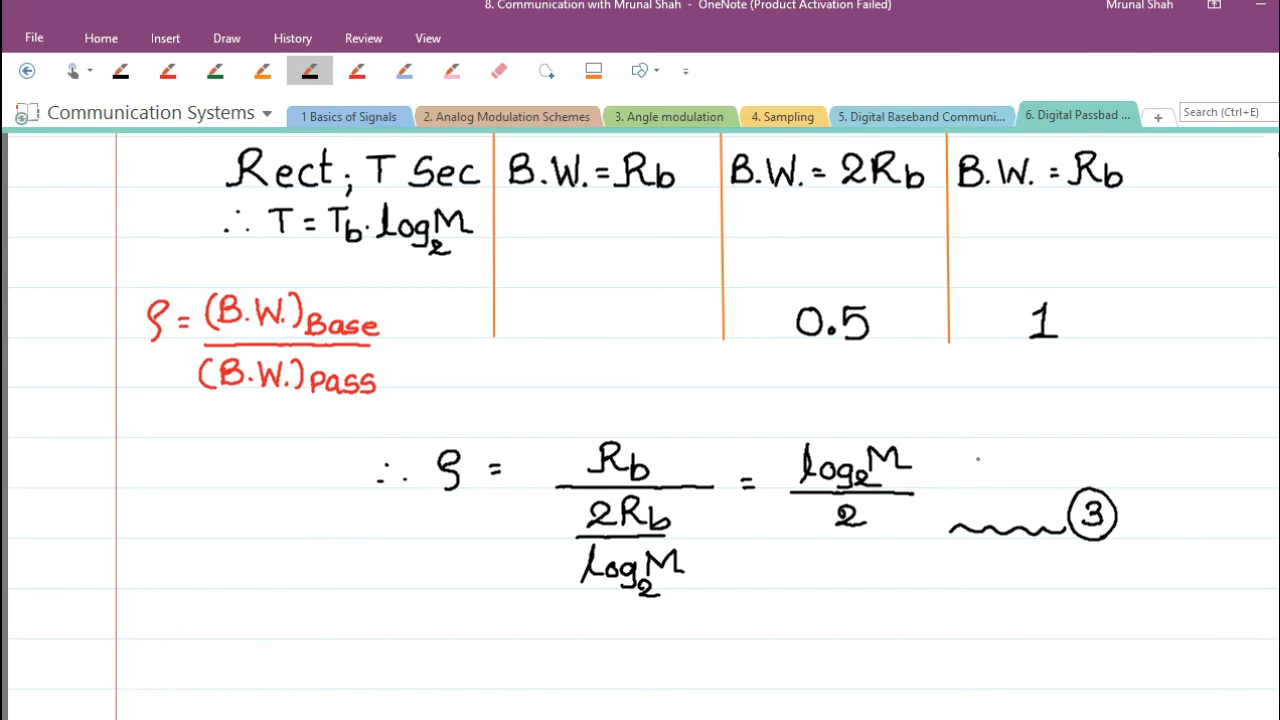 8. Communication with Mrunal Shah - OneNote (Product Activation Failed) Mrunal Shah
File Home Insert Draw History Review View
Communication Systems 1 Basics of Signals 2. Analog Modulation Schemes 3. Angle modulation 4. Sampling 5. Digital Baseband Communi... 6. Digital Passbad ... Search (Ctrl+E)
Rect; T Sec B.W. = Rb B.W. = 2Rb B.W. = Rb
∴ T = Tb · log₂M
ρ = (B.W.)Base / (B.W.)Pass 0.5 1
∴ ρ = Rb / (2Rb / log₂M) = log₂M / 2 3